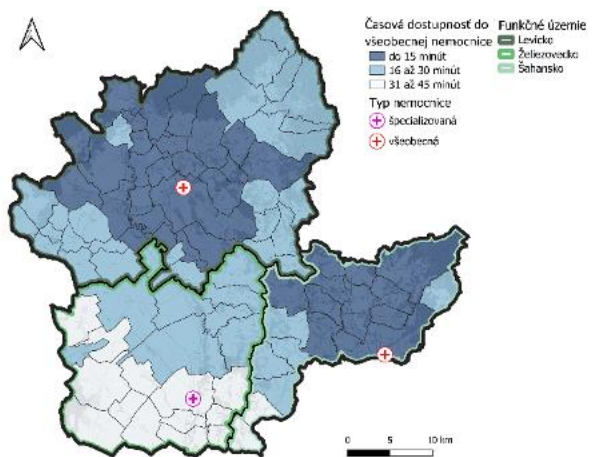 Časová dostupnosť do
všeobecnej nemocnice
do 15 minút
16 až 30 minút
31 až 45 minút
Typ nemocnice
špecializovaná
všeobecná
Funkčné územie
Levicko
Želiezovecko
Šahansko
0 5 10 km